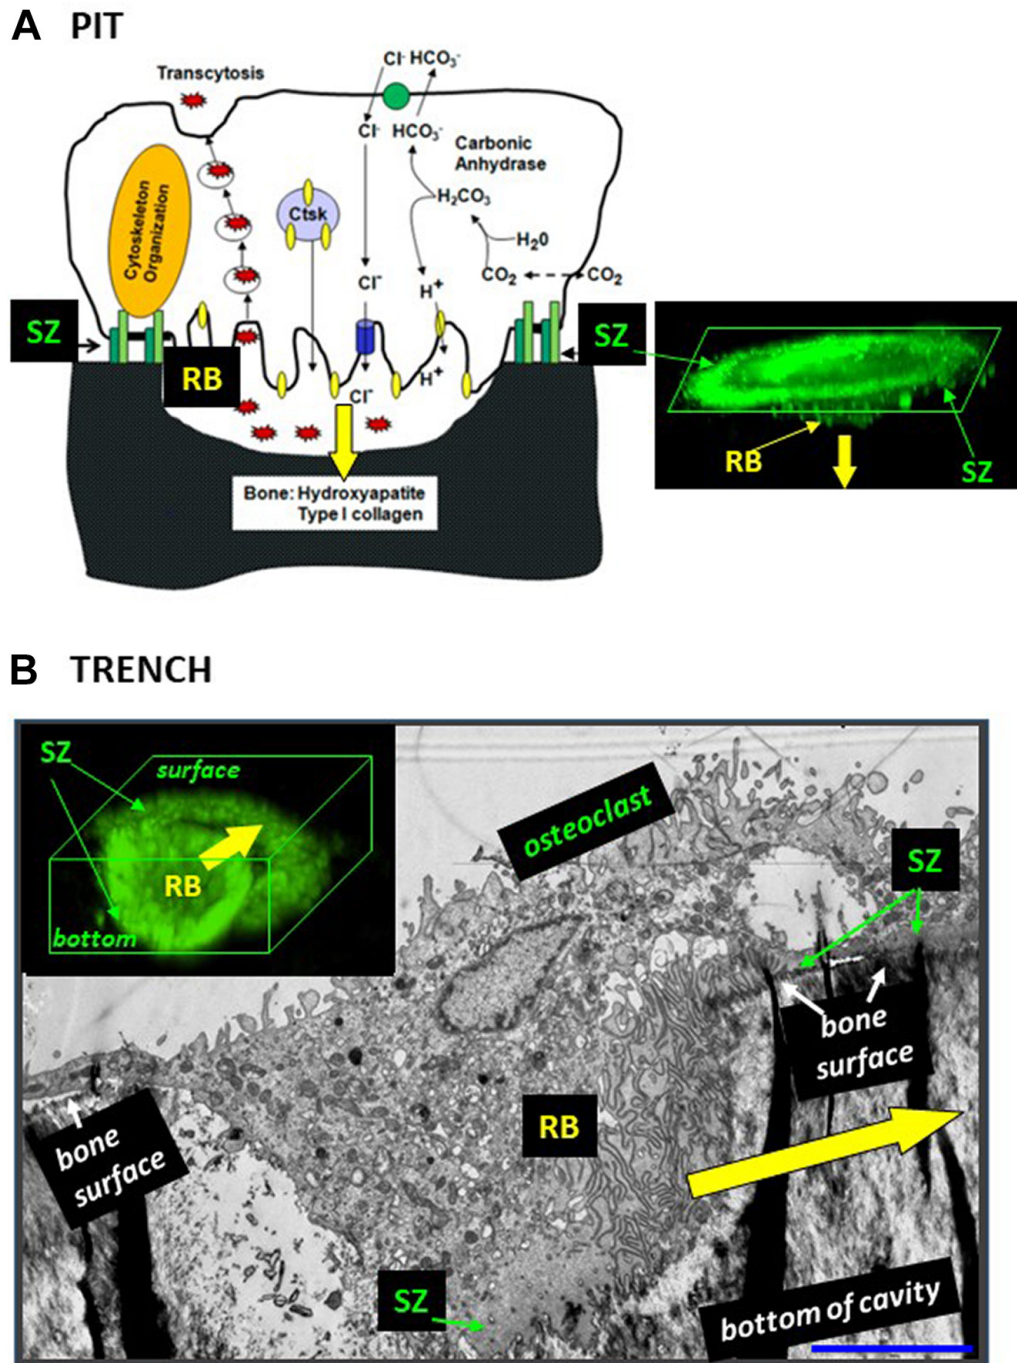 A PIT
Transcytosis
Cl⁻ HCO₃⁻
Cl⁻ HCO₃⁻
Carbonic
Anhydrase
Cytoskeleton
Organization
Ctsk
H₂CO₃
H₂0
CO₂ CO₂
Cl⁻
H⁺
SZ
SZ
RB
H⁺
Cl⁻
Bone: Hydroxyapatite
Type I collagen
RB
SZ
B TRENCH
SZ
surface
RB
bottom
osteoclast
SZ
bone
surface
RB
bone
surface
SZ
bottom of cavity